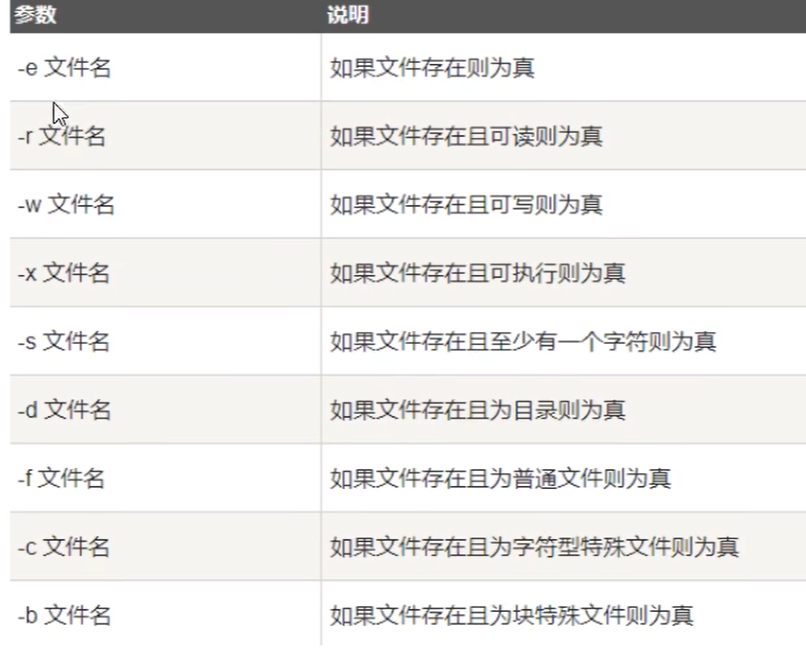 参数 说明
-e 文件名 如果文件存在则为真
-r 文件名 如果文件存在且可读则为真
-w 文件名 如果文件存在且可写则为真
-x 文件名 如果文件存在且可执行则为真
-s 文件名 如果文件存在且至少有一个字符则为真
-d 文件名 如果文件存在且为目录则为真
-f 文件名 如果文件存在且为普通文件则为真
-c 文件名 如果文件存在且为字符型特殊文件则为真
-b 文件名 如果文件存在且为块特殊文件则为真